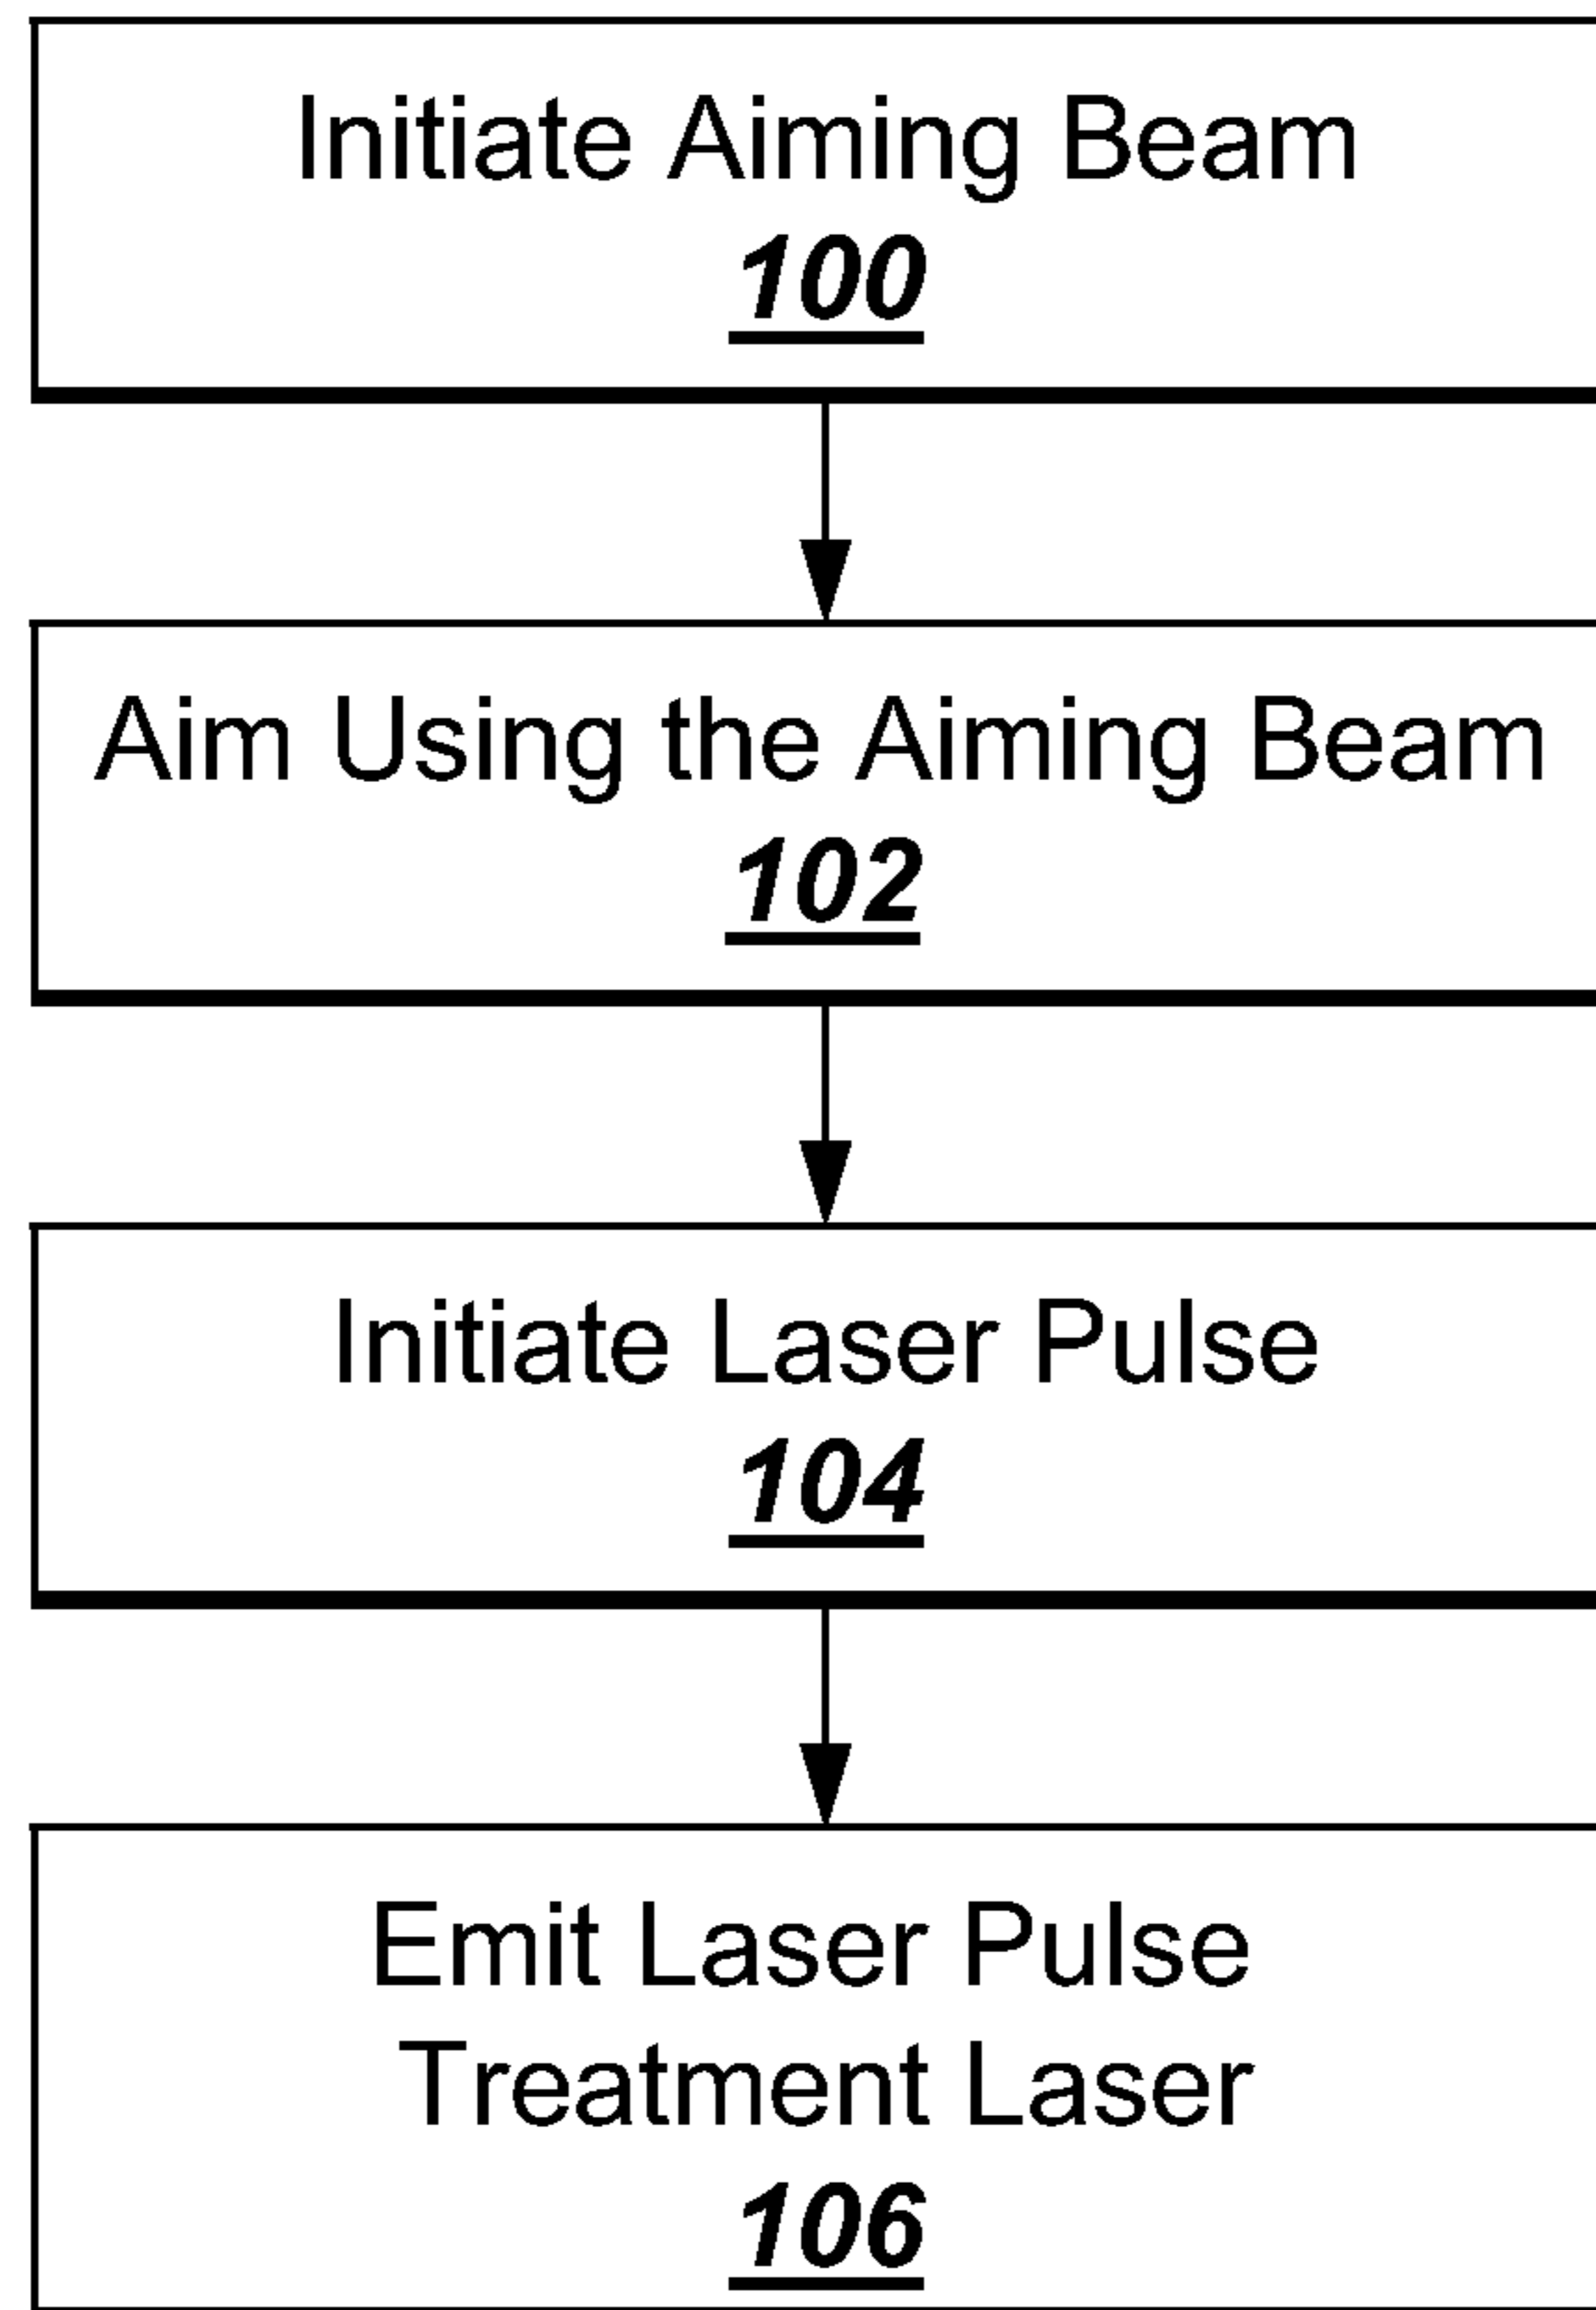 Initiate Aiming Beam
100
Aim Using the Aiming Beam
102
Initiate Laser Pulse
104
Emit Laser Pulse
Treatment Laser
106